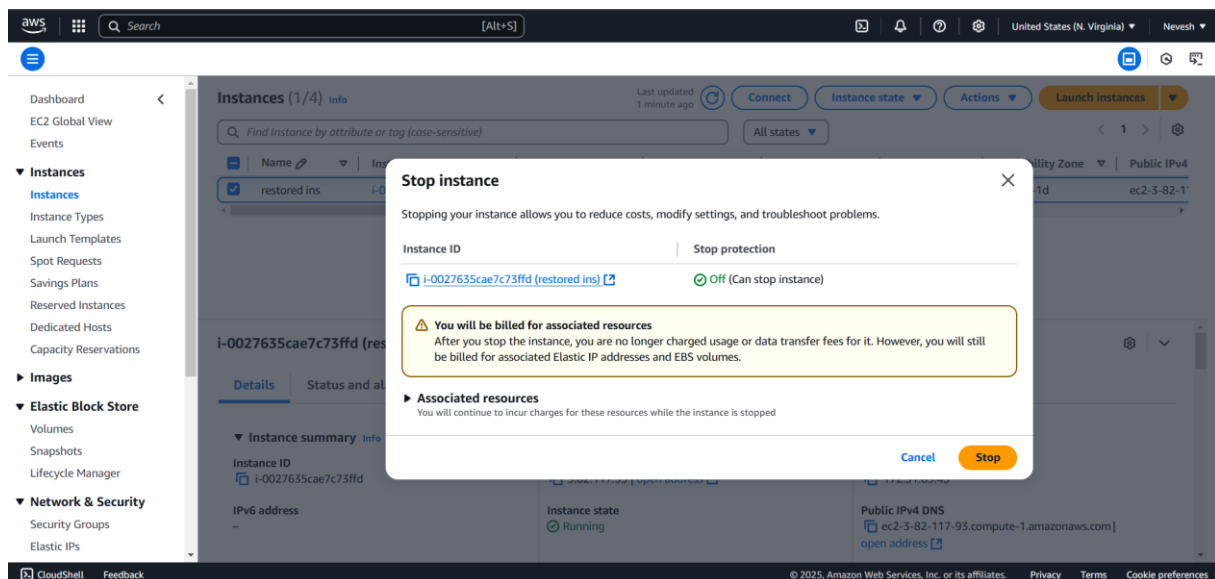 aws
Search [Alt+S] United States (N. Virginia) ▼ Nevesh ▼
Dashboard
EC2 Global View
Events
▼ Instances
Instances
Instance Types
Launch Templates
Spot Requests
Savings Plans
Reserved Instances
Dedicated Hosts
Capacity Reservations
▶ Images
▼ Elastic Block Store
Volumes
Snapshots
Lifecycle Manager
▼ Network & Security
Security Groups
Elastic IPs
Instances (1/4) Info
Last updated
1 minute ago
Connect Instance state ▼ Actions ▼ Launch instances ▼
Find Instance by attribute or tag (case-sensitive) All states ▼ 1
Name Ins bility Zone Public IPv4
restored ins i-0 -1d ec2-3-82-1
Stop instance
Stopping your instance allows you to reduce costs, modify settings, and troubleshoot problems.
Instance ID Stop protection
i-0027635cae7c73ffd (restored ins) Off (Can stop instance)
You will be billed for associated resources
After you stop the instance, you are no longer charged usage or data transfer fees for it. However, you will still
be billed for associated Elastic IP addresses and EBS volumes.
▶ Associated resources
You will continue to incur charges for these resources while the instance is stopped
Cancel Stop
i-0027635cae7c73ffd (res
Details Status and al
▼ Instance summary Info
Instance ID
i-0027635cae7c73ffd
open address
IPv6 address Instance state Public IPv4 DNS
– Running ec2-3-82-117-93.compute-1.amazonaws.com |
open address
CloudShell Feedback © 2025, Amazon Web Services, Inc. or its affiliates. Privacy Terms Cookie preferences